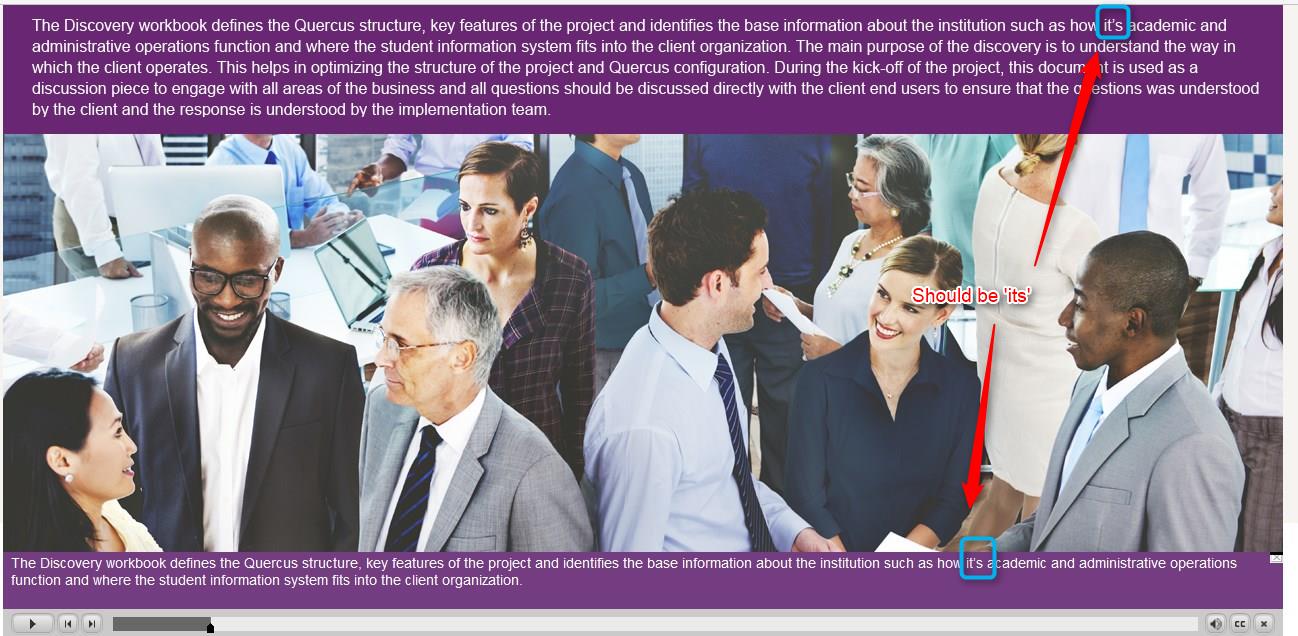 The Discovery workbook defines the Quercus structure, key features of the project and identifies the base information about the institution such as how it's academic and
administrative operations function and where the student information system fits into the client organization. The main purpose of the discovery is to understand the way in
which the client operates. This helps in optimizing the structure of the project and Quercus configuration. During the kick-off of the project, this document is used as a
discussion piece to engage with all areas of the business and all questions should be discussed directly with the client end users to ensure that the questions was understood
by the client and the response is understood by the implementation team.
Should be 'its'
The Discovery workbook defines the Quercus structure, key features of the project and identifies the base information about the institution such as how it's academic and administrative operations
function and where the student information system fits into the client organization.
CC